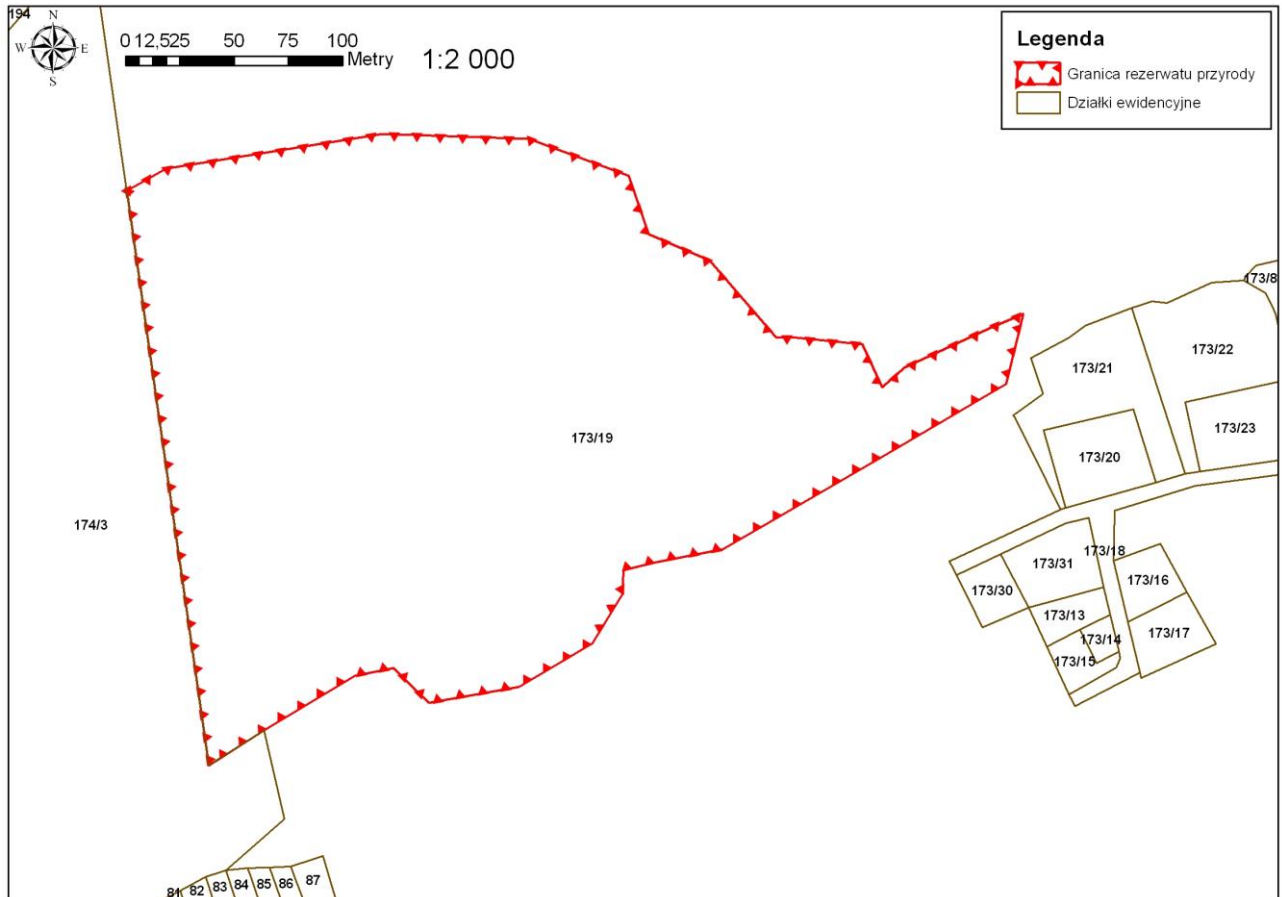 194
N
W E
S
0 12,525 50 75 100
Metry
1:2 000
Legenda
Granica rezerwatu przyrody
Działki ewidencyjne
173/8
173/22
173/21
173/23
173/19
173/20
174/3
173/18
173/31
173/16
173/30
173/13
173/14
173/17
173/15
81 82 83 84 85 86 87